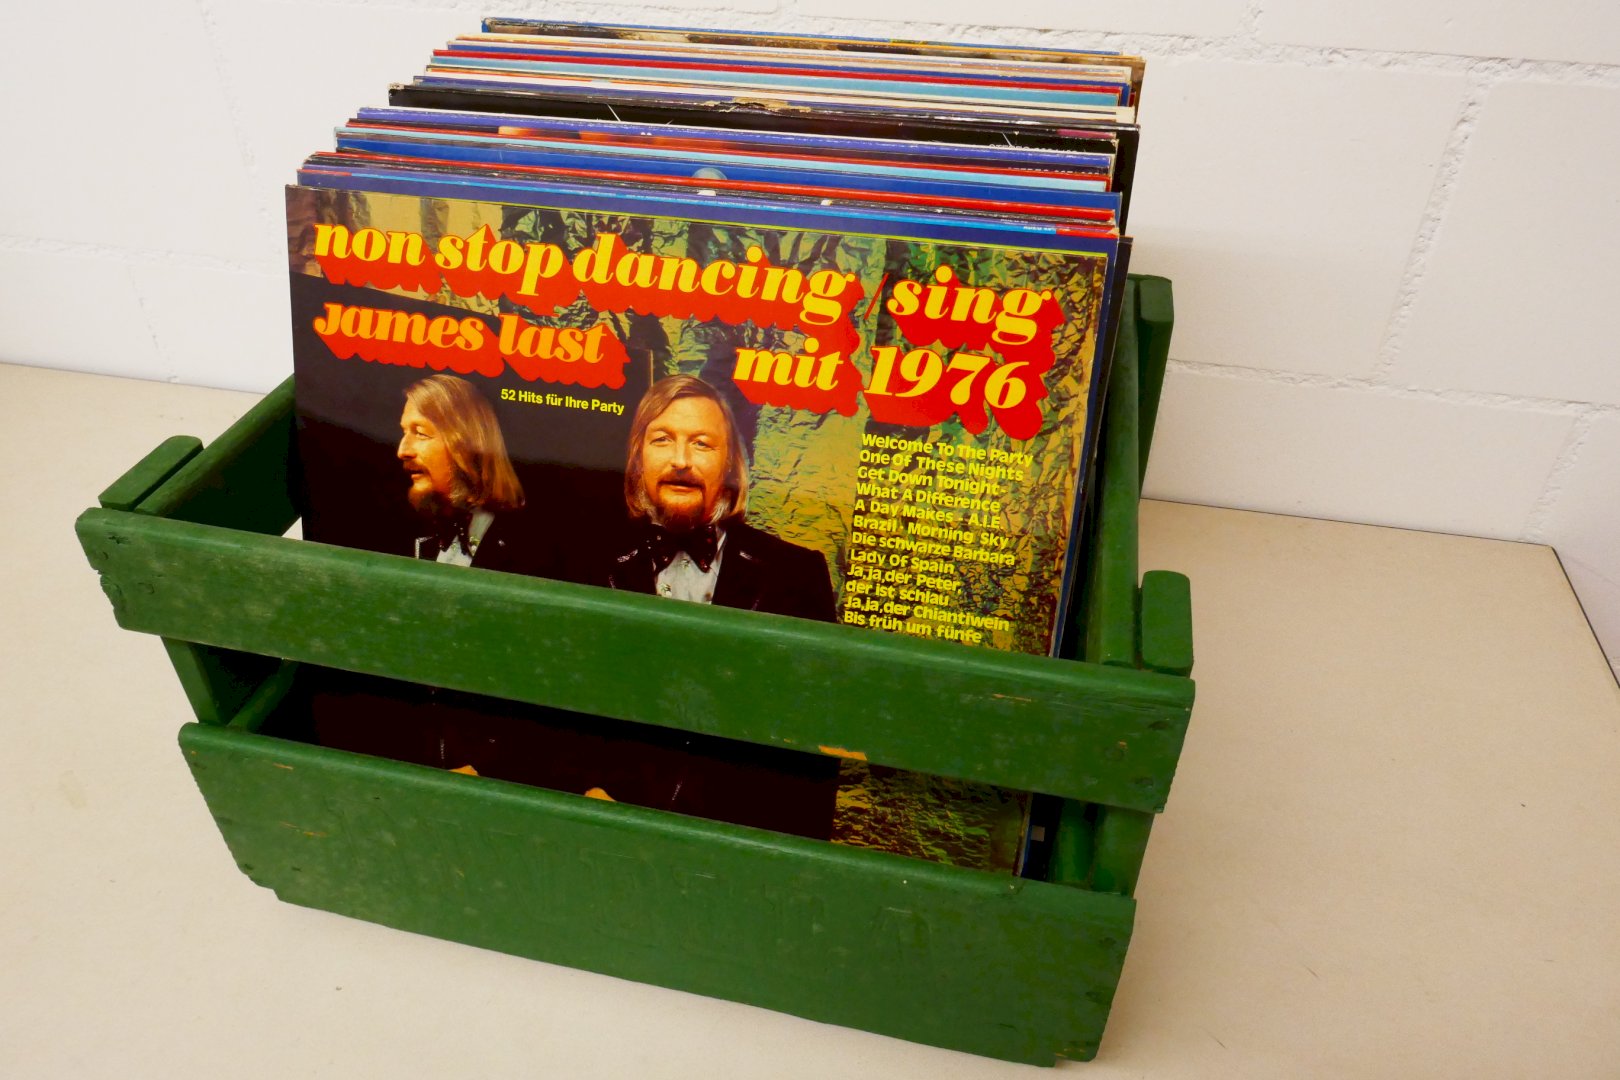 non stop dancing / sing
mit 1976
james last
52 Hits für Ihre Party
Welcome To The Party
One Of These Nights
Get Down Tonight-
What A Difference
A Day Makes - A.I.E.
Brazil - Morning Sky
Die schwarze Barbara
Lady Of Spain
Ja, ja, der Peter,
der ist schlau
Ja, ja, der Chiantiwein
Bis früh um fünfe